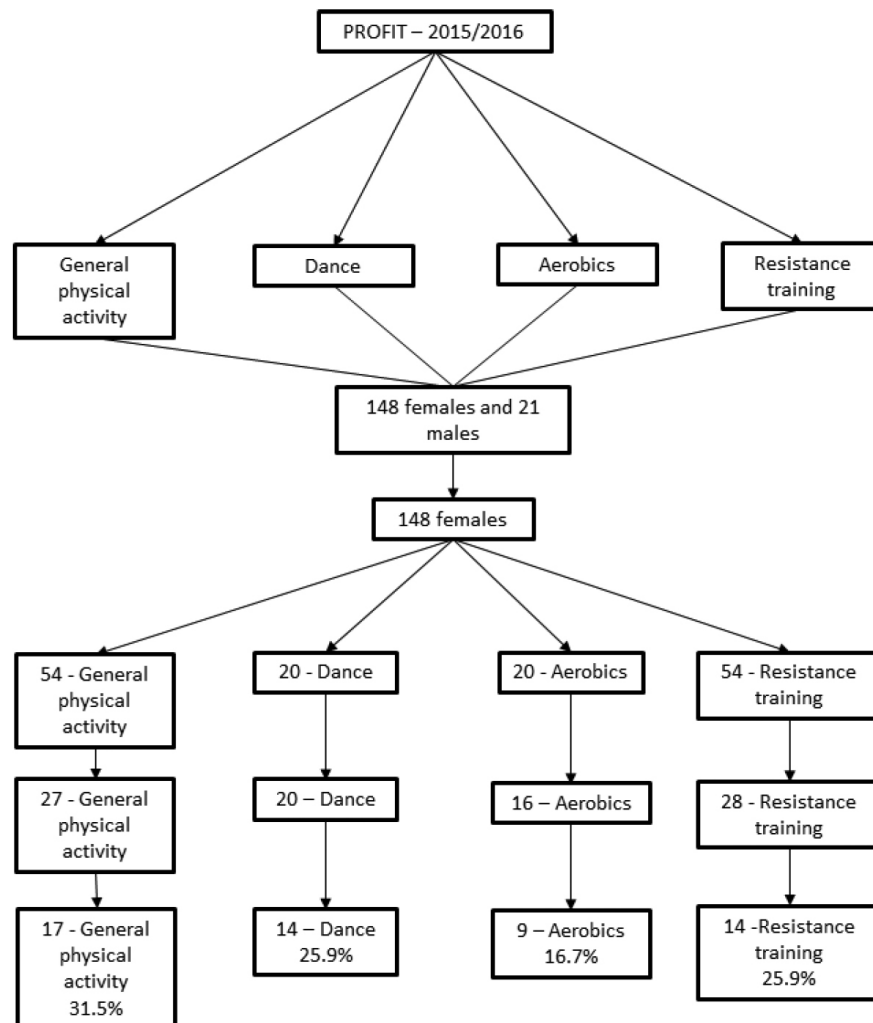 PROFIT – 2015/2016
General
physical
activity
Dance
Aerobics
Resistance
training
148 females and 21
males
148 females
54 - General
physical
activity
20 - Dance
20 - Aerobics
54 - Resistance
training
27 - General
physical
activity
20 – Dance
16 – Aerobics
28 - Resistance
training
17 - General
physical
activity
31.5%
14 – Dance
25.9%
9 – Aerobics
16.7%
14 -Resistance
training
25.9%